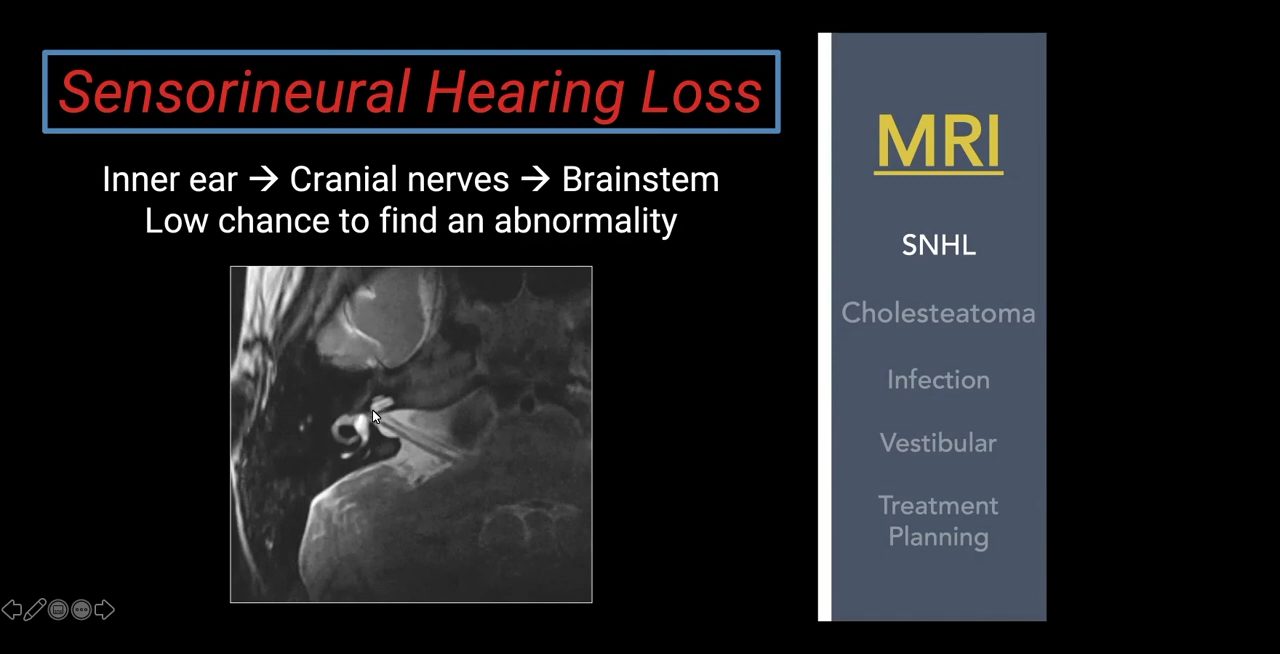 Sensorineural Hearing Loss
Inner ear → Cranial nerves → Brainstem
Low chance to find an abnormality
MRI
SNHL
Cholesteatoma
Infection
Vestibular
Treatment
Planning